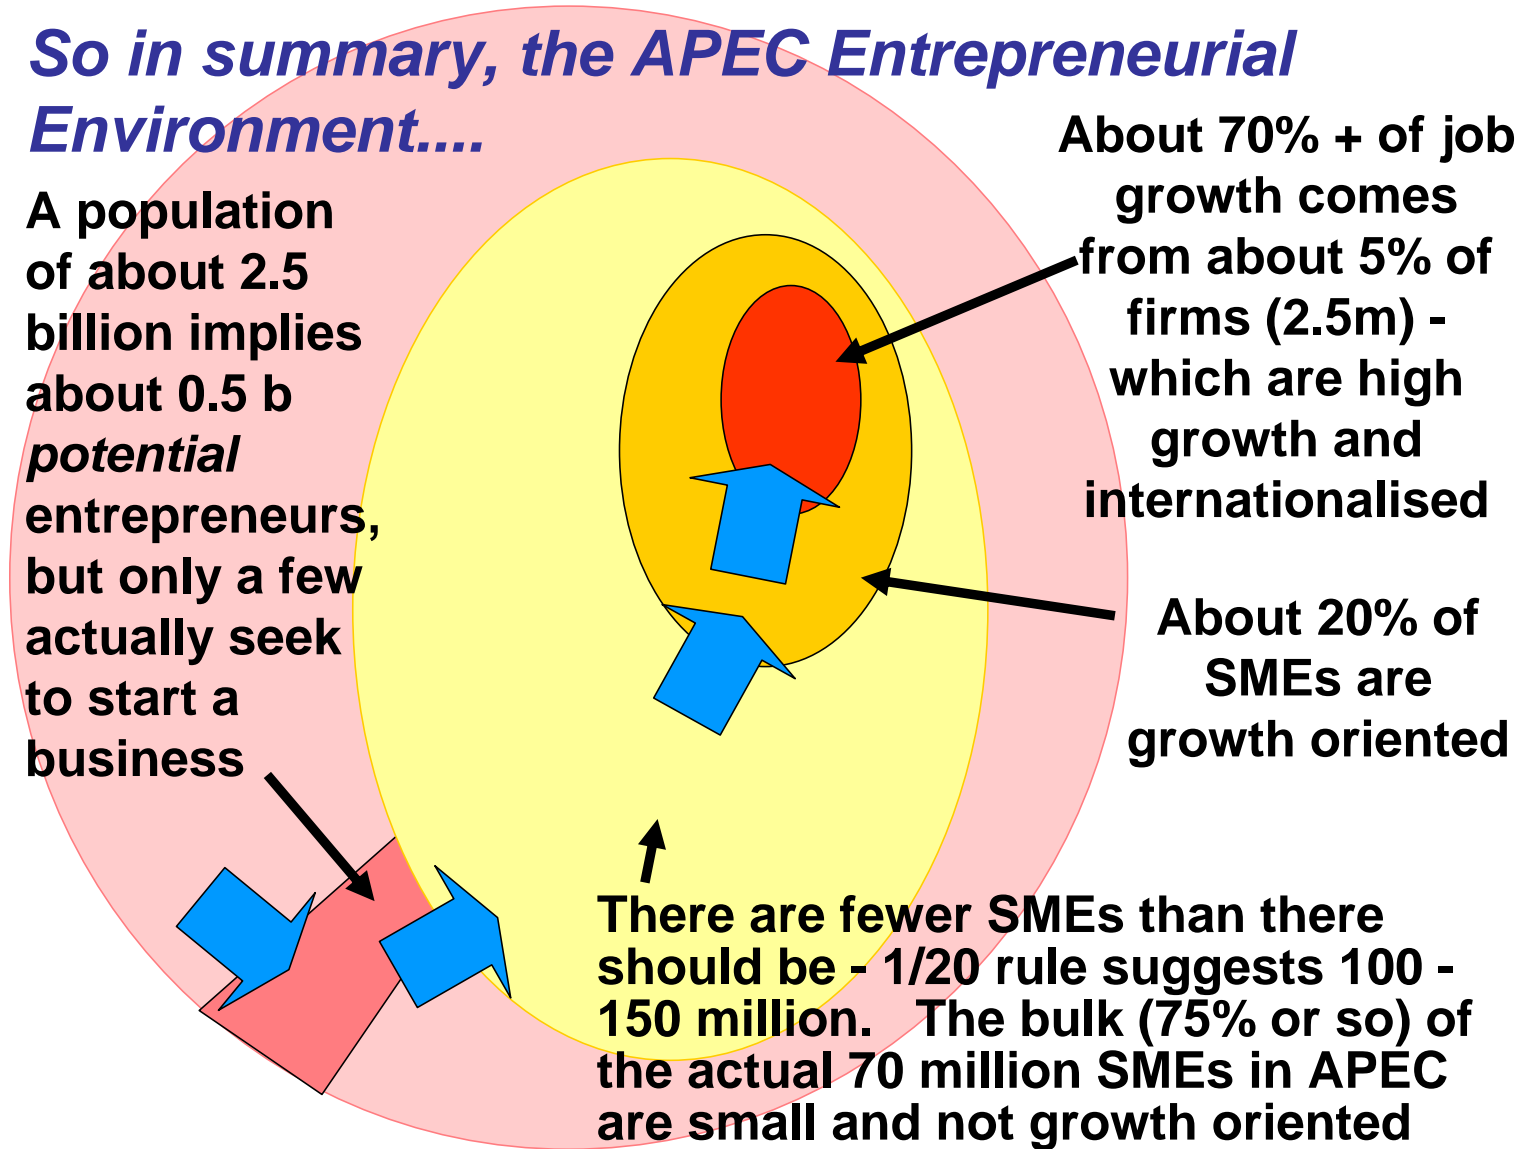 So in summary, the APEC Entrepreneurial
Environment....
A population
of about 2.5
billion implies
about 0.5 b
potential
entrepreneurs,
but only a few
actually seek
to start a
business
About 70% + of job
growth comes
from about 5% of
firms (2.5m) -
which are high
growth and
internationalised
About 20% of
SMEs are
growth oriented
There are fewer SMEs than there
should be - 1/20 rule suggests 100 -
150 million.   The bulk (75% or so) of
the actual 70 million SMEs in APEC
are small and not growth oriented